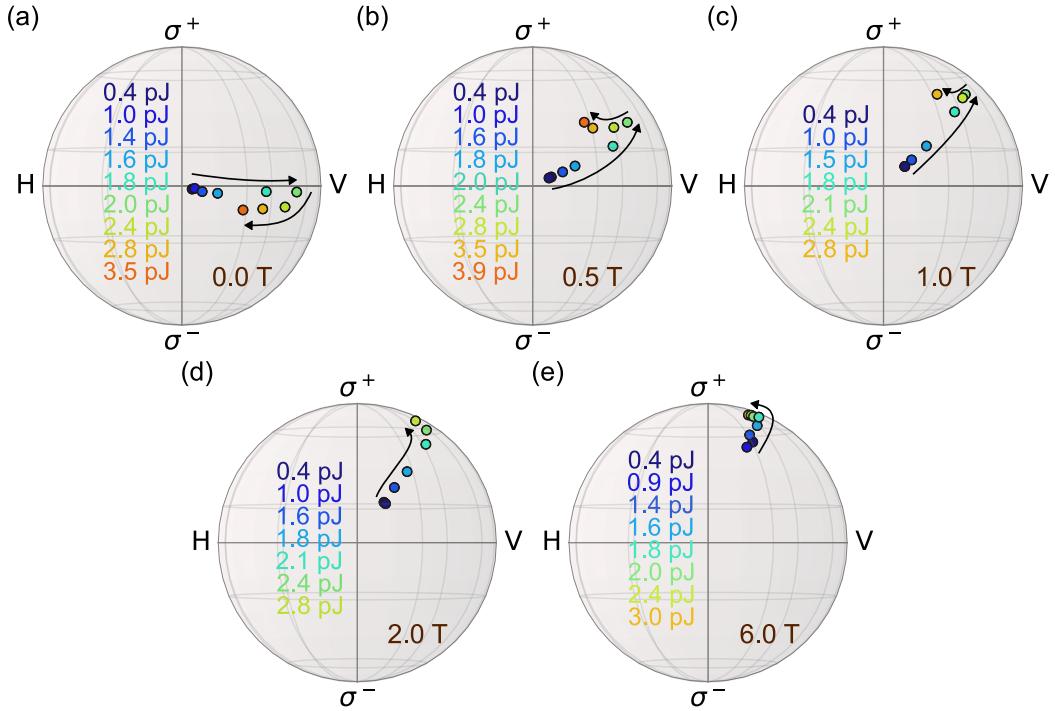 (a)
σ⁺
0.4 pJ
1.0 pJ
1.4 pJ
1.6 pJ
1.8 pJ
2.0 pJ
2.4 pJ
2.8 pJ
3.5 pJ
H
V
0.0 T
σ⁻
(b)
σ⁺
0.4 pJ
1.0 pJ
1.6 pJ
1.8 pJ
2.0 pJ
2.4 pJ
2.8 pJ
3.5 pJ
3.9 pJ
H
V
0.5 T
σ⁻
(c)
σ⁺
0.4 pJ
1.0 pJ
1.5 pJ
1.8 pJ
2.1 pJ
2.4 pJ
2.8 pJ
H
V
1.0 T
σ⁻
(d)
σ⁺
0.4 pJ
1.0 pJ
1.6 pJ
1.8 pJ
2.1 pJ
2.4 pJ
2.8 pJ
H
V
2.0 T
σ⁻
(e)
σ⁺
0.4 pJ
0.9 pJ
1.4 pJ
1.6 pJ
1.8 pJ
2.0 pJ
2.4 pJ
3.0 pJ
H
V
6.0 T
σ⁻